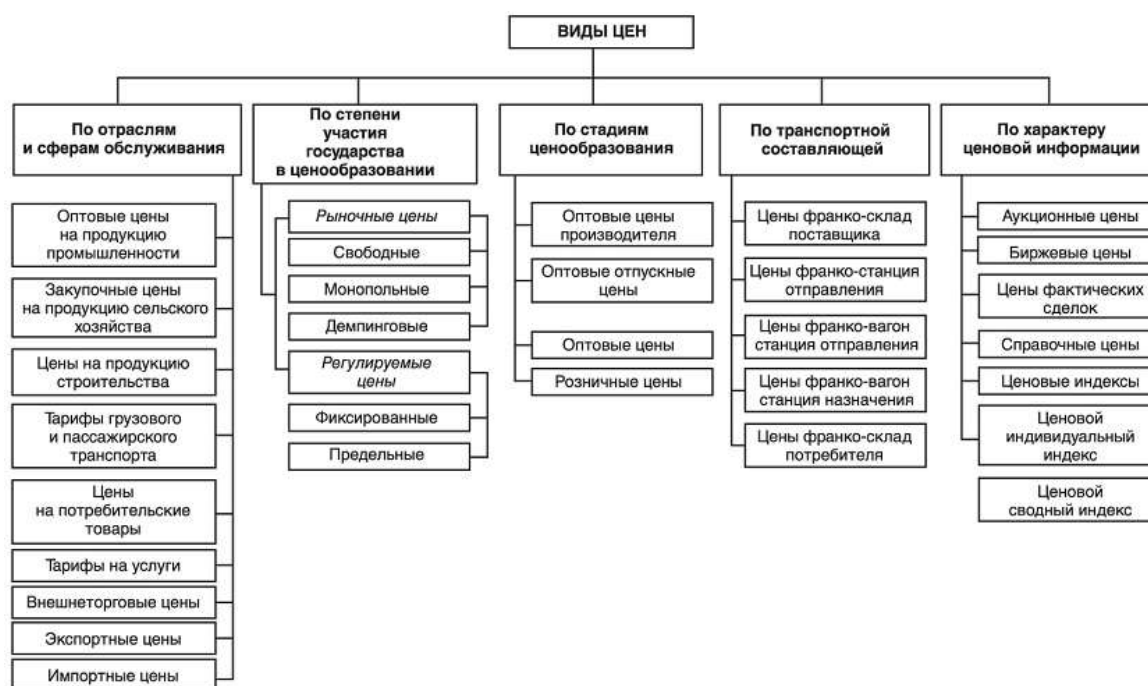 ВИДЫ ЦЕН
По отраслям
и сферам обслуживания
Оптовые цены
на продукцию
промышленности
Закупочные цены
на продукцию сельского
хозяйства
Цены на продукцию
строительства
Тарифы грузового
и пассажирского
транспорта
Цены
на потребительские
товары
Тарифы на услуги
Внешнеторговые цены
Экспортные цены
Импортные цены
По степени
участия
государства
в ценообразовании
Рыночные цены
Свободные
Монопольные
Демпинговые
Регулируемые
цены
Фиксированные
Предельные
По стадиям
ценообразования
Оптовые цены
производителя
Оптовые отпускные
цены
Оптовые цены
Розничные цены
По транспортной
составляющей
Цены франко-склад
поставщика
Цены франко-станция
отправления
Цены франко-вагон
станция отправления
Цены франко-вагон
станция назначения
Цены франко-склад
потребителя
По характеру
ценовой информации
Аукционные цены
Биржевые цены
Цены фактических
сделок
Справочные цены
Ценовые индексы
Ценовой
индивидуальный
индекс
Ценовой
сводный индекс